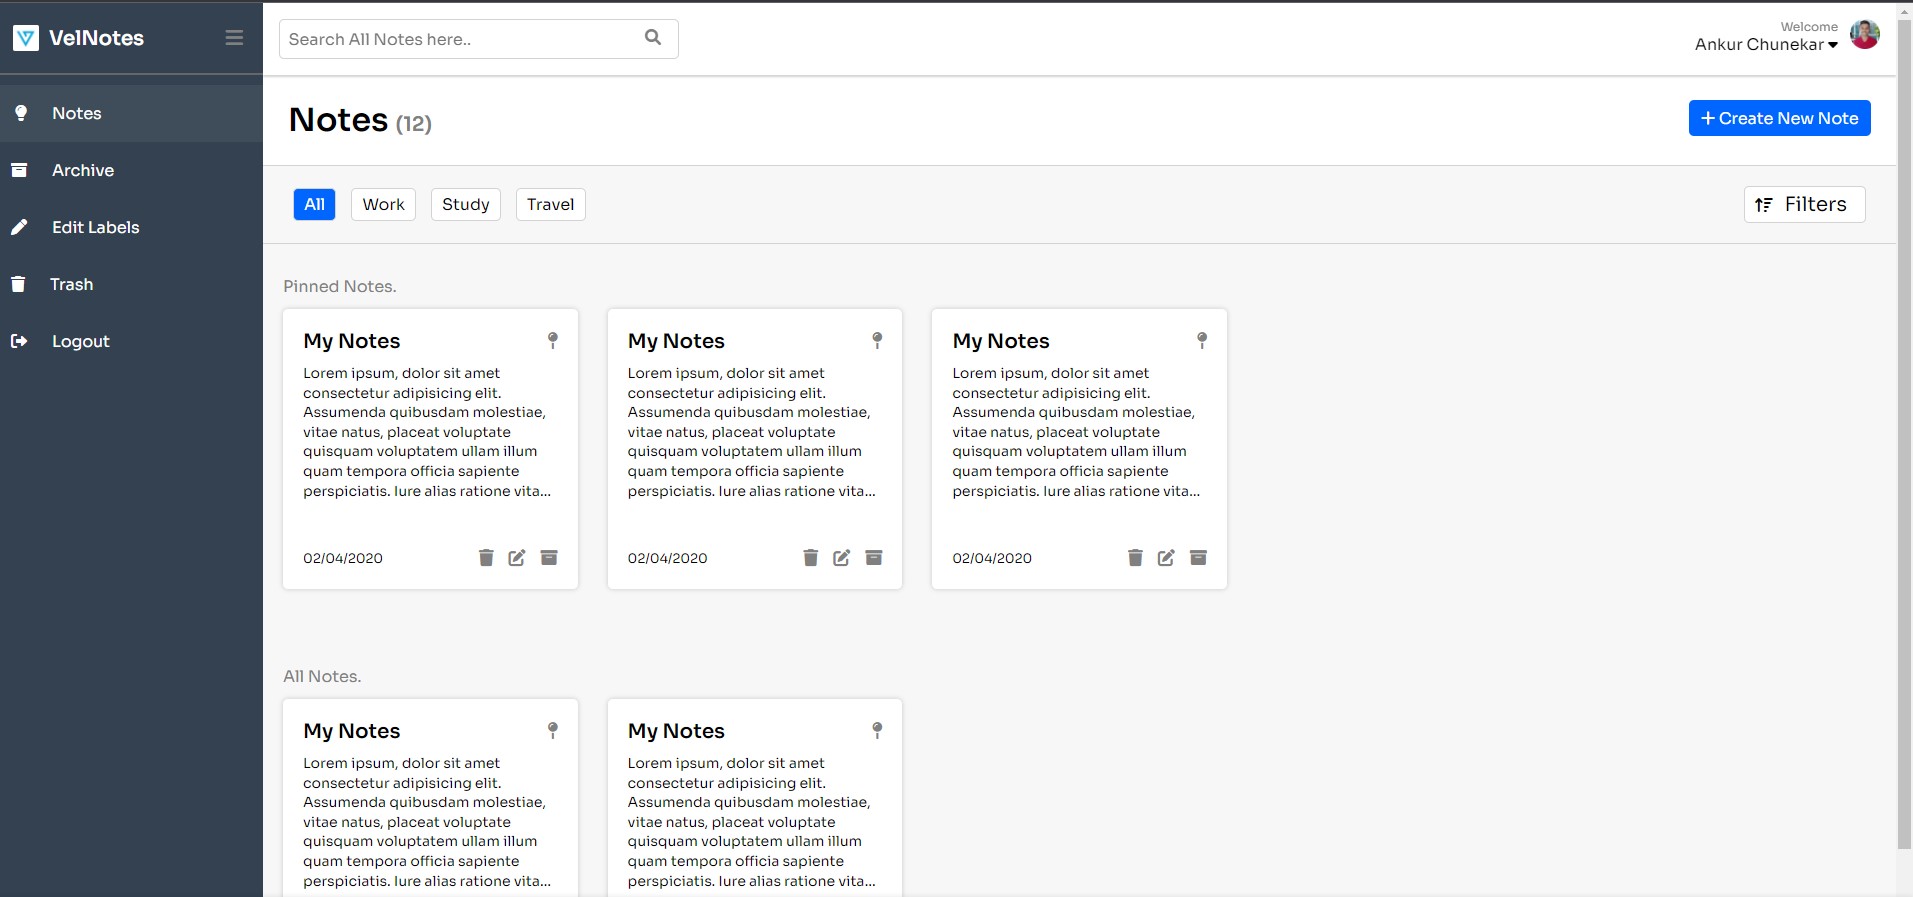 VelNotes
Search All Notes here..
Welcome
Ankur Chunekar
Notes
Archive
Edit Labels
Trash
Logout
Notes (12)
Create New Note
All
Work
Study
Travel
Filters
Pinned Notes.
My Notes
Lorem ipsum, dolor sit amet
consectetur adipisicing elit.
Assumenda quibusdam molestiae,
vitae natus, placeat voluptate
quisquam voluptatem ullam illum
quam tempora officia sapiente
perspiciatis. Iure alias ratione vita...
02/04/2020
My Notes
Lorem ipsum, dolor sit amet
consectetur adipisicing elit.
Assumenda quibusdam molestiae,
vitae natus, placeat voluptate
quisquam voluptatem ullam illum
quam tempora officia sapiente
perspiciatis. Iure alias ratione vita...
02/04/2020
My Notes
Lorem ipsum, dolor sit amet
consectetur adipisicing elit.
Assumenda quibusdam molestiae,
vitae natus, placeat voluptate
quisquam voluptatem ullam illum
quam tempora officia sapiente
perspiciatis. Iure alias ratione vita...
02/04/2020
All Notes.
My Notes
Lorem ipsum, dolor sit amet
consectetur adipisicing elit.
Assumenda quibusdam molestiae,
vitae natus, placeat voluptate
quisquam voluptatem ullam illum
quam tempora officia sapiente
perspiciatis. Iure alias ratione vita...
My Notes
Lorem ipsum, dolor sit amet
consectetur adipisicing elit.
Assumenda quibusdam molestiae,
vitae natus, placeat voluptate
quisquam voluptatem ullam illum
quam tempora officia sapiente
perspiciatis. Iure alias ratione vita...